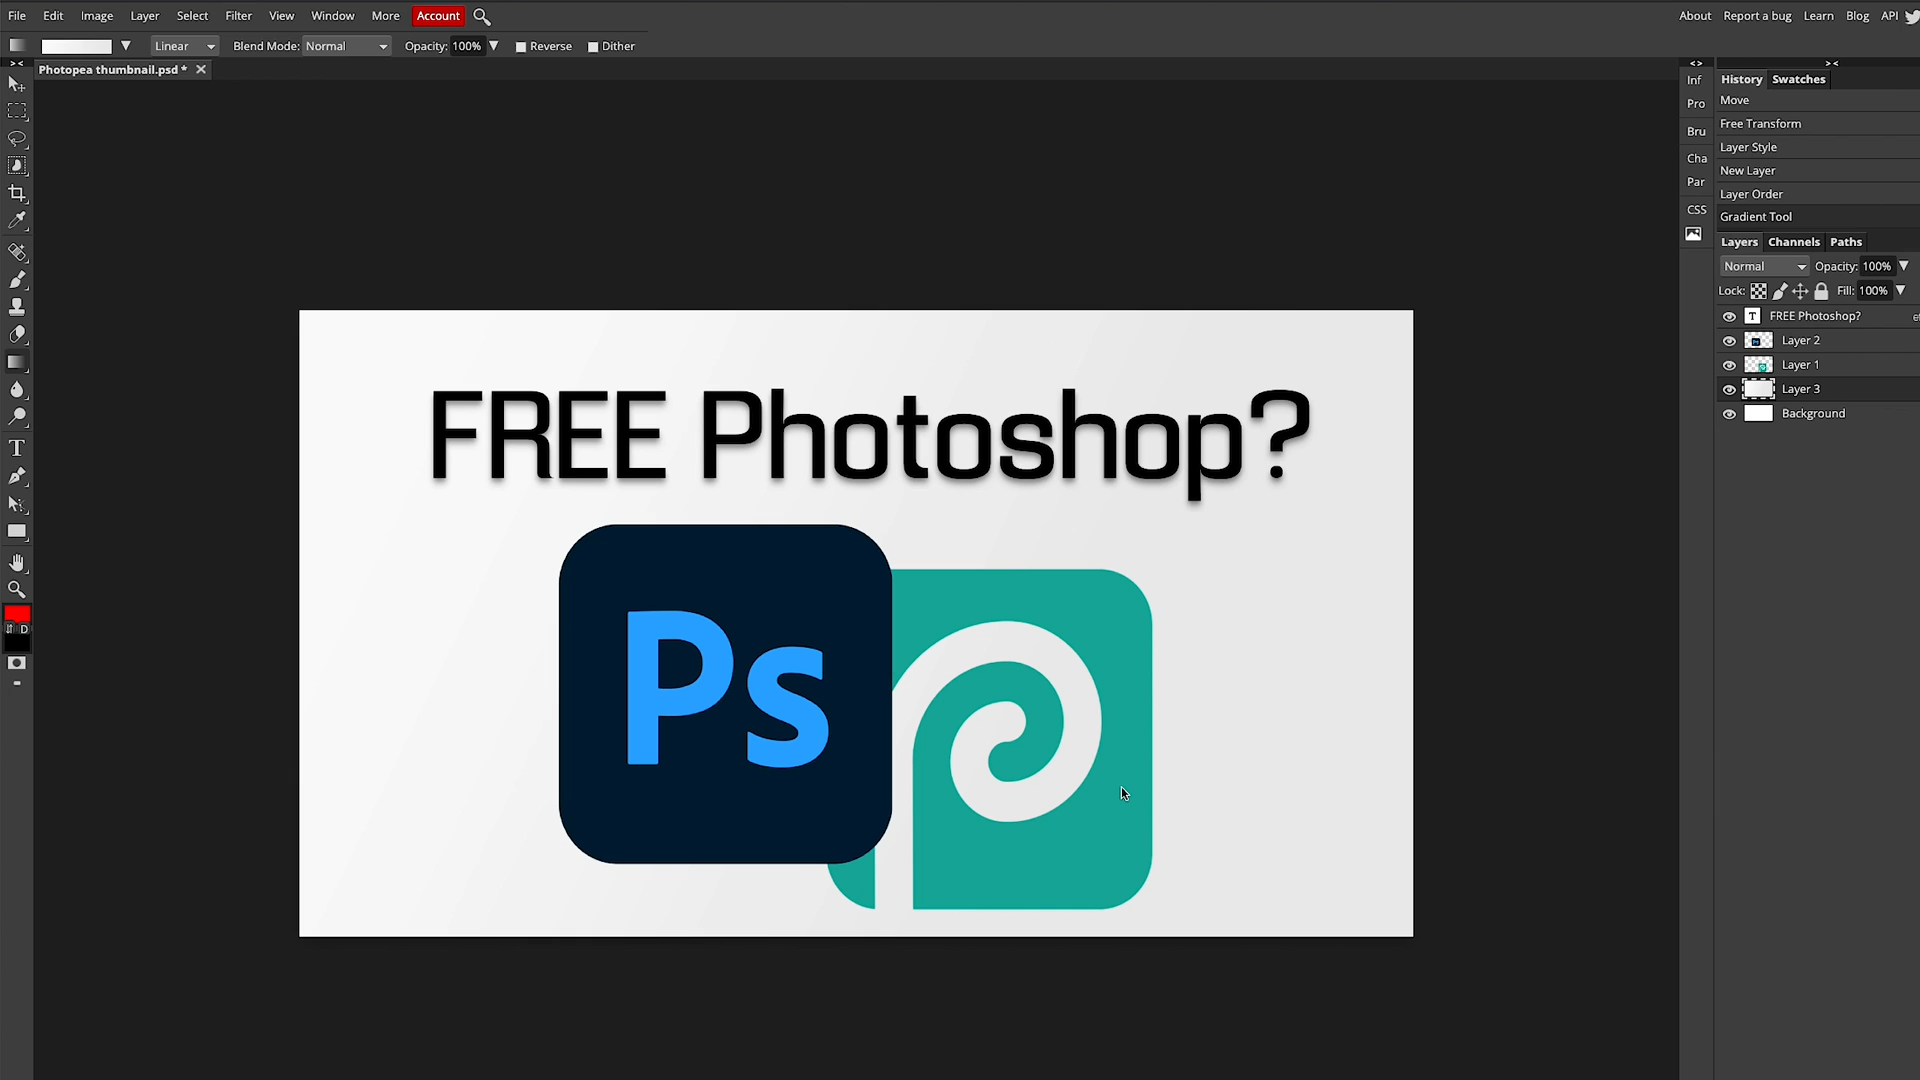 File Edit Image Layer Select Filter View Window More Account
About Report a bug Learn Blog API
Linear Blend Mode: Normal Opacity: 100% Reverse Dither
Photopea thumbnail.psd *
Inf
Pro
Bru
Cha
Par
CSS
History Swatches
Move
Free Transform
Layer Style
New Layer
Layer Order
Gradient Tool
Layers Channels Paths
Normal Opacity: 100%
Lock: Fill: 100%
T FREE Photoshop?
Layer 2
Layer 1
Layer 3
Background
T
D
FREE Photoshop?
Ps